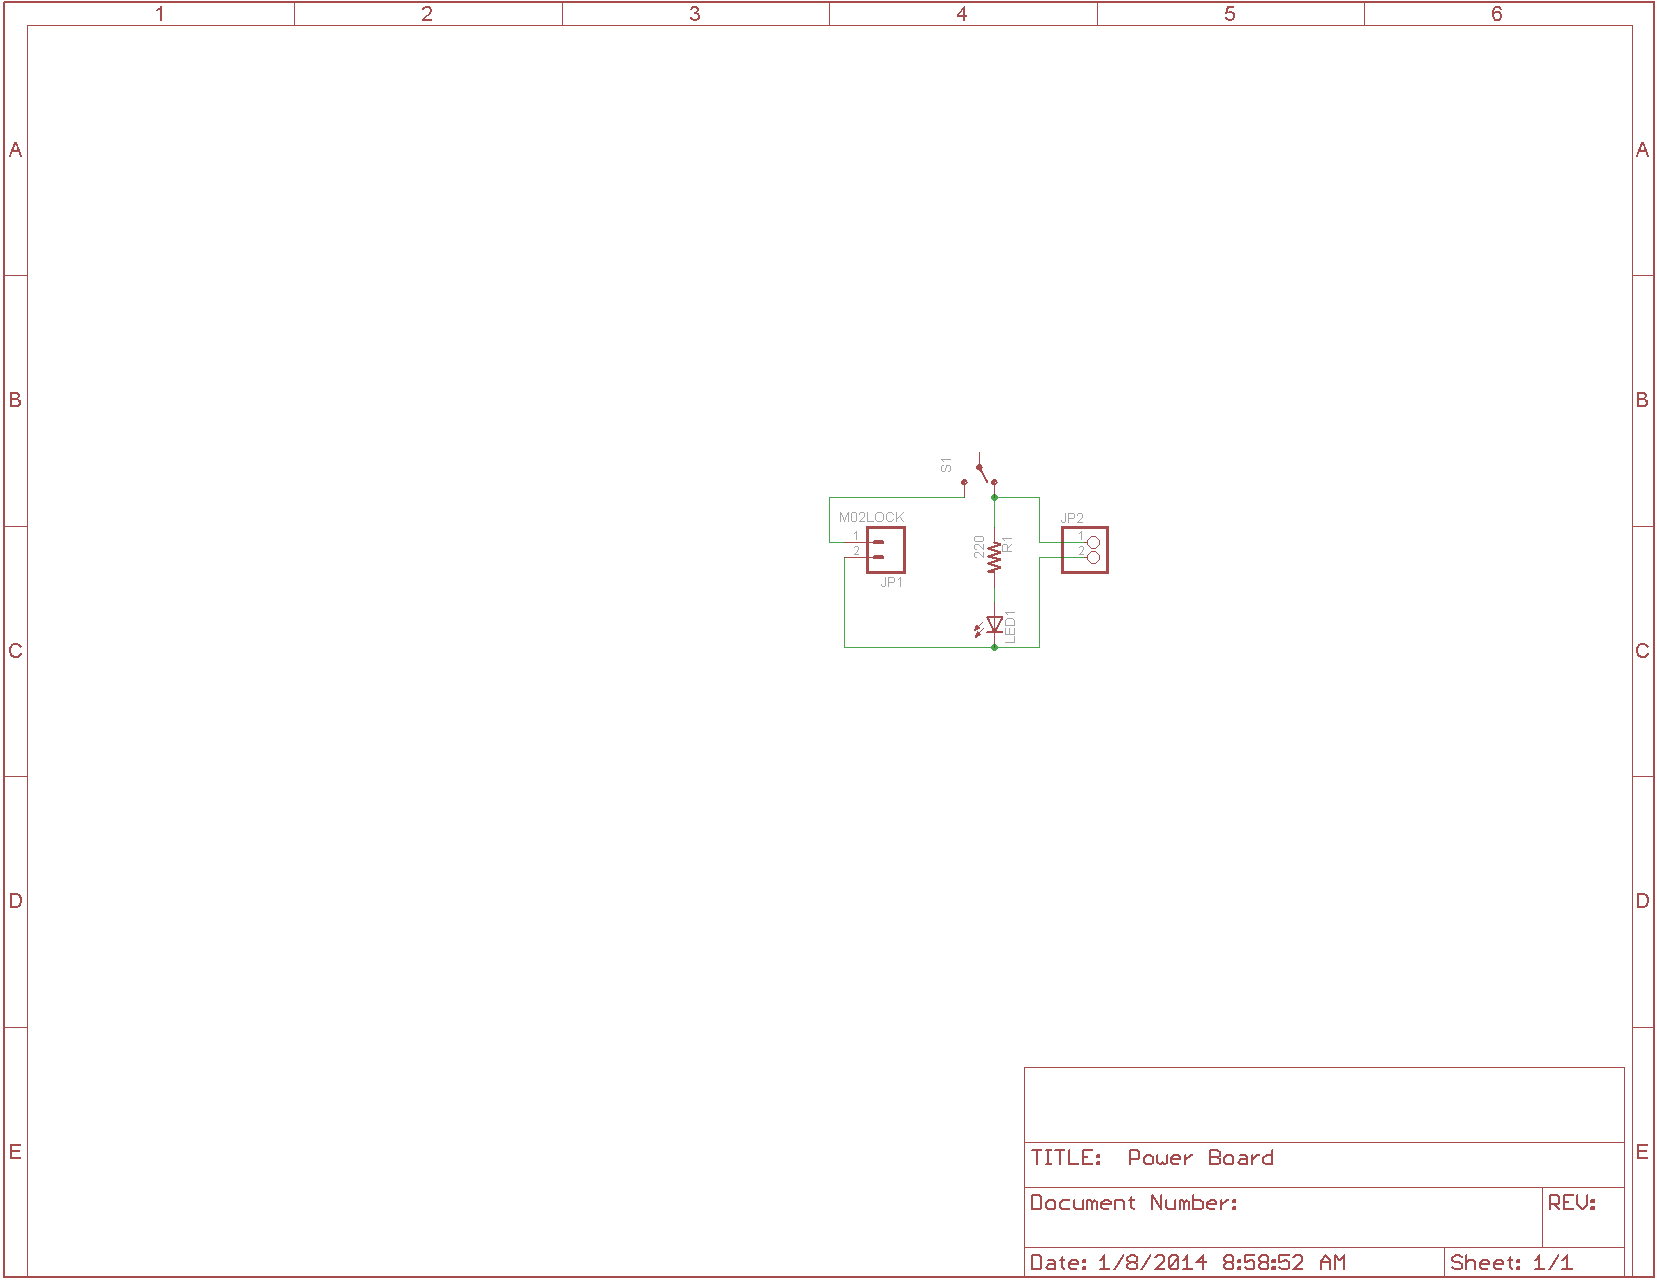 1 2 3 4 5 6
A A
B B
S1
M02LOCK
JP2
1 1
2 2
220
R1
JP1
LED1
C C
D D
E E
TITLE: Power Board
Document Number:
REV:
Date: 1/8/2014 8:58:52 AM
Sheet: 1/1